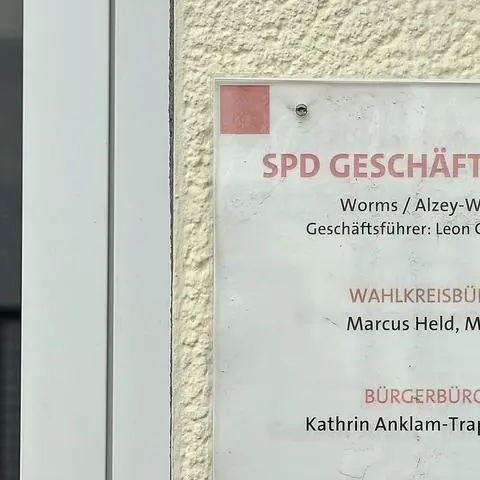 SPD GESCHÄFT
Worms / Alzey-W
Geschäftsführer: Leon
WAHLKREISBÜ
Marcus Held, M
BÜRGERBÜRO
Kathrin Anklam-Trap